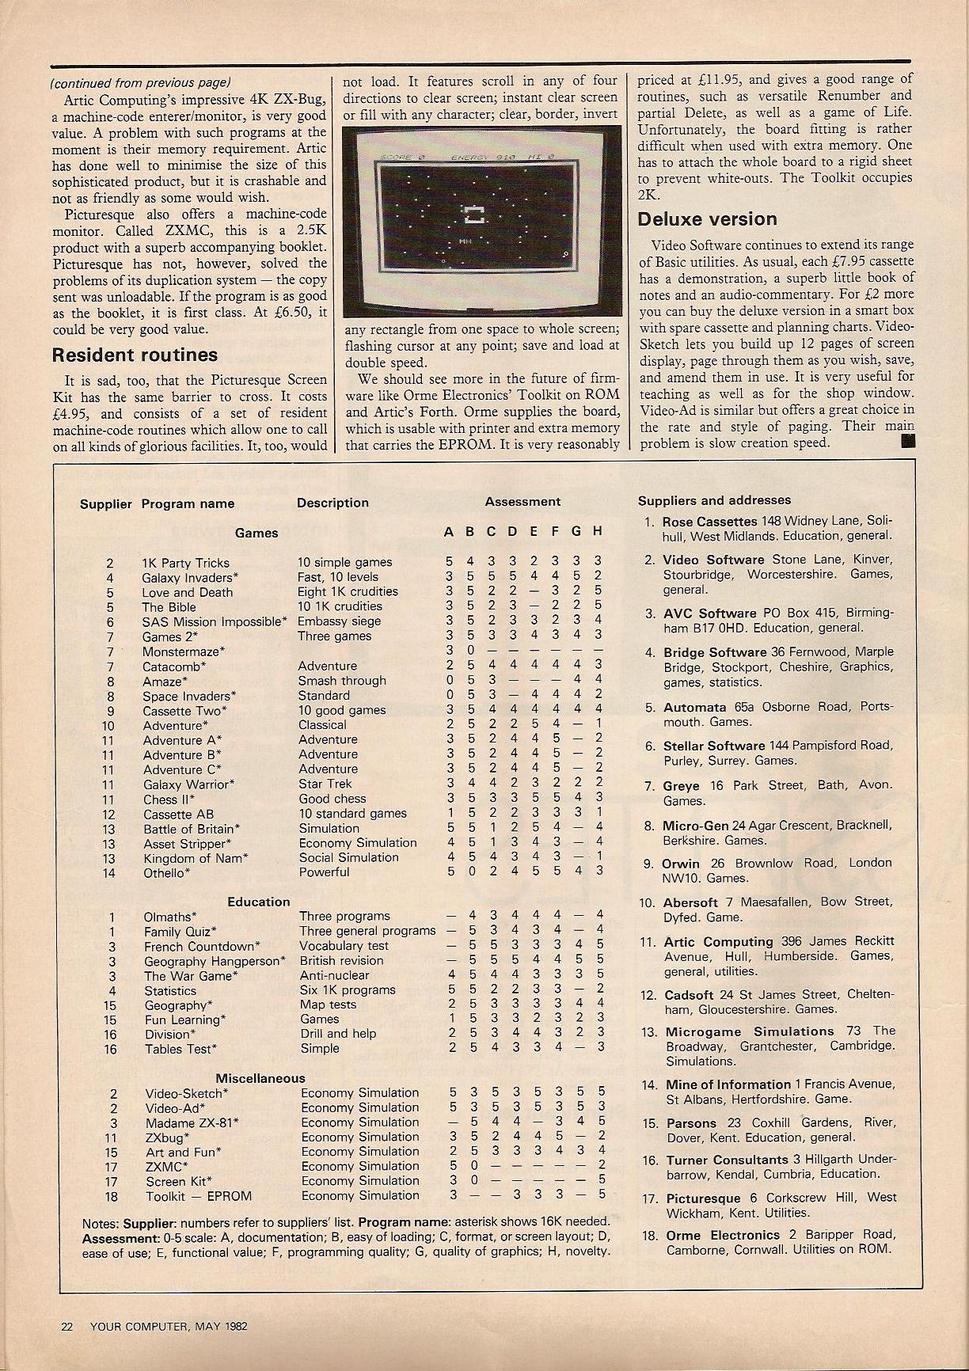 (continued from previous page)
Artic Computing's impressive 4K ZX-Bug,
a machine-code enterer/monitor, is very good
value. A problem with such programs at the
moment is their memory requirement. Artic
has done well to minimise the size of this
sophisticated product, but it is crashable and
not as friendly as some would wish.
Picturesque also offers a machine-code
monitor. Called ZXMC, this is a 2.5K
product with a superb accompanying booklet.
Picturesque has not, however, solved the
problems of its duplication system — the copy
sent was unloadable. If the program is as good
as the booklet, it is first class. At £6.50, it
could be very good value.
Resident routines
It is sad, too, that the Picturesque Screen
Kit has the same barrier to cross. It costs
£4.95, and consists of a set of resident
machine-code routines which allow one to call
on all kinds of glorious facilities. It, too, would
not load. It features scroll in any of four
directions to clear screen; instant clear screen
or fill with any character; clear, border, invert
SCORE 0 ENERGY 910 HI 0
any rectangle from one space to whole screen;
flashing cursor at any point; save and load at
double speed.
We should see more in the future of firm-
ware like Orme Electronics' Toolkit on ROM
and Artic's Forth. Orme supplies the board,
which is usable with printer and extra memory
that carries the EPROM. It is very reasonably
priced at £11.95, and gives a good range of
routines, such as versatile Renumber and
partial Delete, as well as a game of Life.
Unfortunately, the board fitting is rather
difficult when used with extra memory. One
has to attach the whole board to a rigid sheet
to prevent white-outs. The Toolkit occupies
2K.
Deluxe version
Video Software continues to extend its range
of Basic utilities. As usual, each £7.95 cassette
has a demonstration, a superb little book of
notes and an audio-commentary. For £2 more
you can buy the deluxe version in a smart box
with spare cassette and planning charts. Video-
Sketch lets you build up 12 pages of screen
display, page through them as you wish, save,
and amend them in use. It is very useful for
teaching as well as for the shop window.
Video-Ad is similar but offers a great choice in
the rate and style of paging. Their main
problem is slow creation speed.
Supplier Program name Description Assessment
Games A B C D E F G H
2 1K Party Tricks 10 simple games 5 4 3 3 2 3 3 3
4 Galaxy Invaders* Fast, 10 levels 3 5 5 5 4 4 5 2
5 Love and Death Eight 1K crudities 3 5 2 2 – 3 2 5
5 The Bible 10 1K crudities 3 5 2 3 – 2 2 5
6 SAS Mission Impossible* Embassy siege 3 5 2 3 3 2 3 4
7 Games 2* Three games 3 5 3 3 4 3 4 3
7 Monstermaze* 3 0 – – – – – –
7 Catacomb* Adventure 2 5 4 4 4 4 4 3
8 Amaze* Smash through 0 5 3 – – – 4 4
8 Space Invaders* Standard 0 5 3 – 4 4 4 2
9 Cassette Two* 10 good games 3 5 4 4 4 4 4 4
10 Adventure* Classical 2 5 2 2 5 4 – 1
11 Adventure A* Adventure 3 5 2 4 4 5 – 2
11 Adventure B* Adventure 3 5 2 4 4 5 – 2
11 Adventure C* Adventure 3 5 2 4 4 5 – 2
11 Galaxy Warrior* Star Trek 3 4 4 2 3 2 2 2
11 Chess II* Good chess 3 5 3 3 5 5 4 3
12 Cassette AB 10 standard games 1 5 2 2 3 3 3 1
13 Battle of Britain* Simulation 5 5 1 2 5 4 – 4
13 Asset Stripper* Economy Simulation 4 5 1 3 4 3 – 4
13 Kingdom of Nam* Social Simulation 4 5 4 3 4 3 – 1
14 Othello* Powerful 5 0 2 4 5 5 4 3
Education
1 Olmaths* Three programs – 4 3 4 4 4 – 4
1 Family Quiz* Three general programs – 5 3 4 3 4 – 4
3 French Countdown* Vocabulary test – 5 5 3 3 3 4 5
3 Geography Hangperson* British revision – 5 5 5 4 4 5 5
3 The War Game* Anti-nuclear 4 5 4 4 3 3 3 5
4 Statistics Six 1K programs 5 5 2 2 3 3 – 2
15 Geography* Map tests 2 5 3 3 3 3 4 4
15 Fun Learning* Games 1 5 3 3 2 3 2 3
16 Division* Drill and help 2 5 3 4 4 3 2 3
16 Tables Test* Simple 2 5 4 3 3 4 – 3
Miscellaneous
2 Video-Sketch* Economy Simulation 5 3 5 3 5 3 5 5
2 Video-Ad* Economy Simulation 5 3 5 3 5 3 5 3
3 Madame ZX-81* Economy Simulation – 5 4 4 – 3 4 5
11 ZXbug* Economy Simulation 3 5 2 4 4 5 – 2
15 Art and Fun* Economy Simulation 2 5 3 3 3 4 3 4
17 ZXMC* Economy Simulation 5 0 – – – – – 2
17 Screen Kit* Economy Simulation 3 0 – – – – – 5
18 Toolkit — EPROM Economy Simulation 3 – – 3 3 3 – 5
Notes: Supplier: numbers refer to suppliers' list. Program name: asterisk shows 16K needed.
Assessment: 0-5 scale: A, documentation; B, easy of loading; C, format, or screen layout; D,
ease of use; E, functional value; F, programming quality; G, quality of graphics; H, novelty.
Suppliers and addresses
1. Rose Cassettes 148 Widney Lane, Soli-
hull, West Midlands. Education, general.
2. Video Software Stone Lane, Kinver,
Stourbridge, Worcestershire. Games,
general.
3. AVC Software PO Box 415, Birming-
ham B17 0HD. Education, general.
4. Bridge Software 36 Fernwood, Marple
Bridge, Stockport, Cheshire, Graphics,
games, statistics.
5. Automata 65a Osborne Road, Ports-
mouth. Games.
6. Stellar Software 144 Pampisford Road,
Purley, Surrey. Games.
7. Greye 16 Park Street, Bath, Avon.
Games.
8. Micro-Gen 24 Agar Crescent, Bracknell,
Berkshire. Games.
9. Orwin 26 Brownlow Road, London
NW10. Games.
10. Abersoft 7 Maesafallen, Bow Street,
Dyfed. Game.
11. Artic Computing 396 James Reckitt
Avenue, Hull, Humberside. Games,
general, utilities.
12. Cadsoft 24 St James Street, Chelten-
ham, Gloucestershire. Games.
13. Microgame Simulations 73 The
Broadway, Grantchester, Cambridge.
Simulations.
14. Mine of Information 1 Francis Avenue,
St Albans, Hertfordshire. Game.
15. Parsons 23 Coxhill Gardens, River,
Dover, Kent. Education, general.
16. Turner Consultants 3 Hillgarth Under-
barrow, Kendal, Cumbria, Education.
17. Picturesque 6 Corkscrew Hill, West
Wickham, Kent. Utilities.
18. Orme Electronics 2 Baripper Road,
Camborne, Cornwall. Utilities on ROM.
22 YOUR COMPUTER, MAY 1982